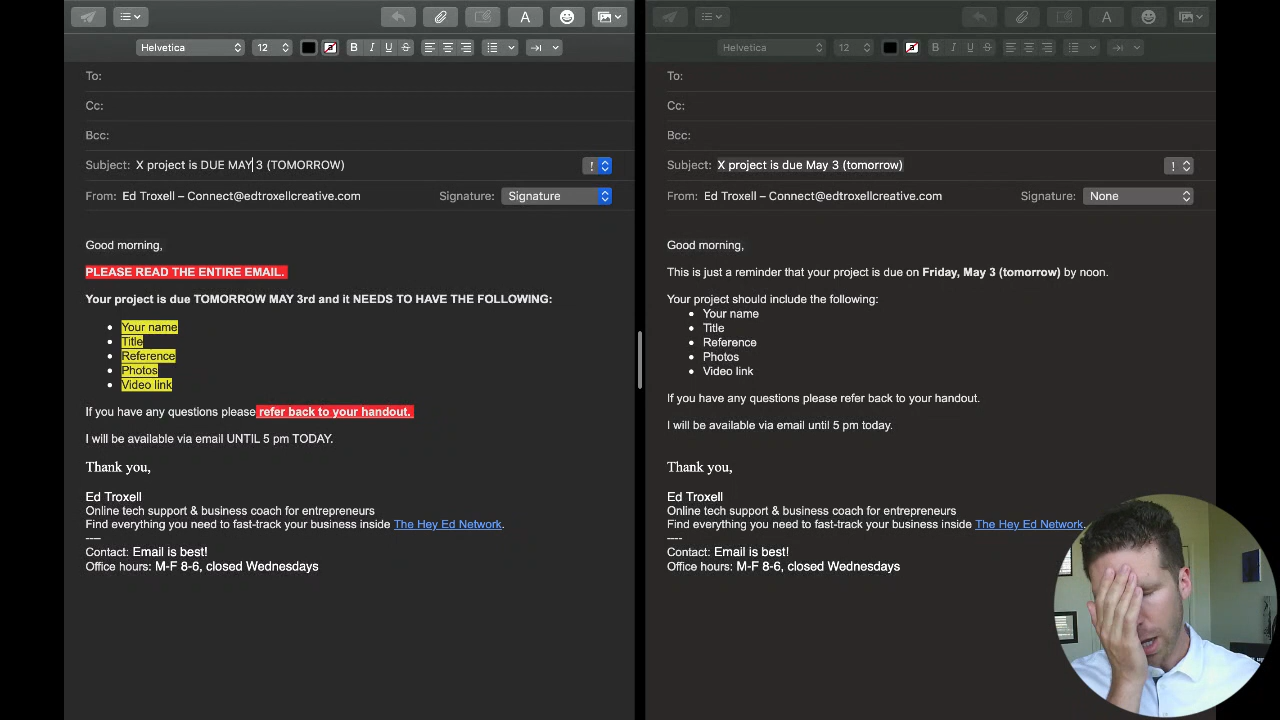 Helvetica 12 B I U S
To:
Cc:
Bcc:
Subject: X project is DUE MAY 3 (TOMORROW) !
From: Ed Troxell – Connect@edtroxellcreative.com Signature: Signature
Good morning,
PLEASE READ THE ENTIRE EMAIL.
Your project is due TOMORROW MAY 3rd and it NEEDS TO HAVE THE FOLLOWING:
• Your name
• Title
• Reference
• Photos
• Video link
If you have any questions please refer back to your handout.
I will be available via email UNTIL 5 pm TODAY.
Thank you,
Ed Troxell
Online tech support & business coach for entrepreneurs
Find everything you need to fast-track your business inside The Hey Ed Network.
----
Contact: Email is best!
Office hours: M-F 8-6, closed Wednesdays
Helvetica 12 B I U S
To:
Cc:
Bcc:
Subject: X project is due May 3 (tomorrow) !
From: Ed Troxell – Connect@edtroxellcreative.com Signature: None
Good morning,
This is just a reminder that your project is due on Friday, May 3 (tomorrow) by noon.
Your project should include the following:
• Your name
• Title
• Reference
• Photos
• Video link
If you have any questions please refer back to your handout.
I will be available via email until 5 pm today.
Thank you,
Ed Troxell
Online tech support & business coach for entrepreneurs
Find everything you need to fast-track your business inside The Hey Ed Network.
----
Contact: Email is best!
Office hours: M-F 8-6, closed Wednesdays